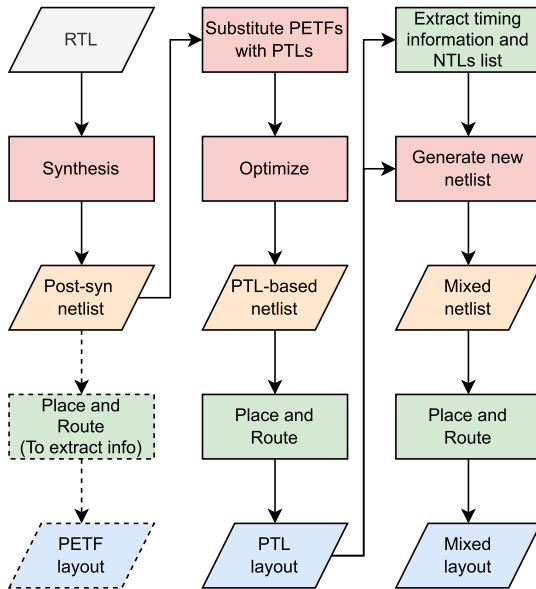 RTL
Synthesis
Post-syn
netlist
Place and
Route
(To extract info)
PETF
layout
Substitute PETFs
with PTLs
Optimize
PTL-based
netlist
Place and
Route
PTL
layout
Extract timing
information and
NTLs list
Generate new
netlist
Mixed
netlist
Place and
Route
Mixed
layout